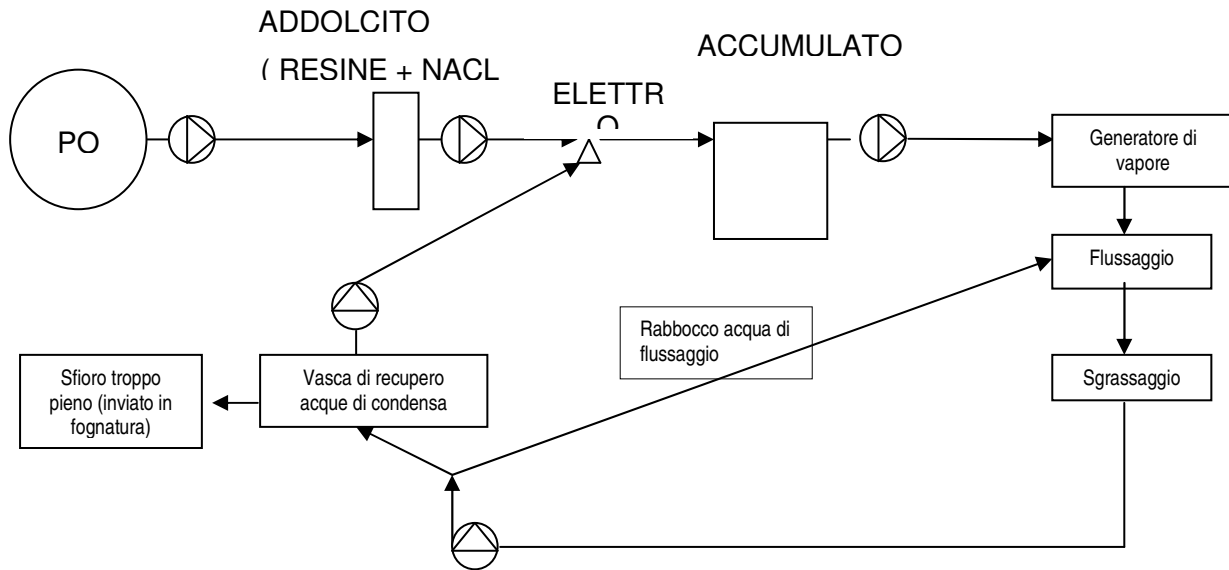 ADDOLCITO
( RESINE + NACL
ACCUMULATO
ELETTR
PO
Generatore di
vapore
Flussaggio
Rabbocco acqua di
flussaggio
Sfioro troppo
pieno (inviato in
fognatura)
Vasca di recupero
acque di condensa
Sgrassaggio